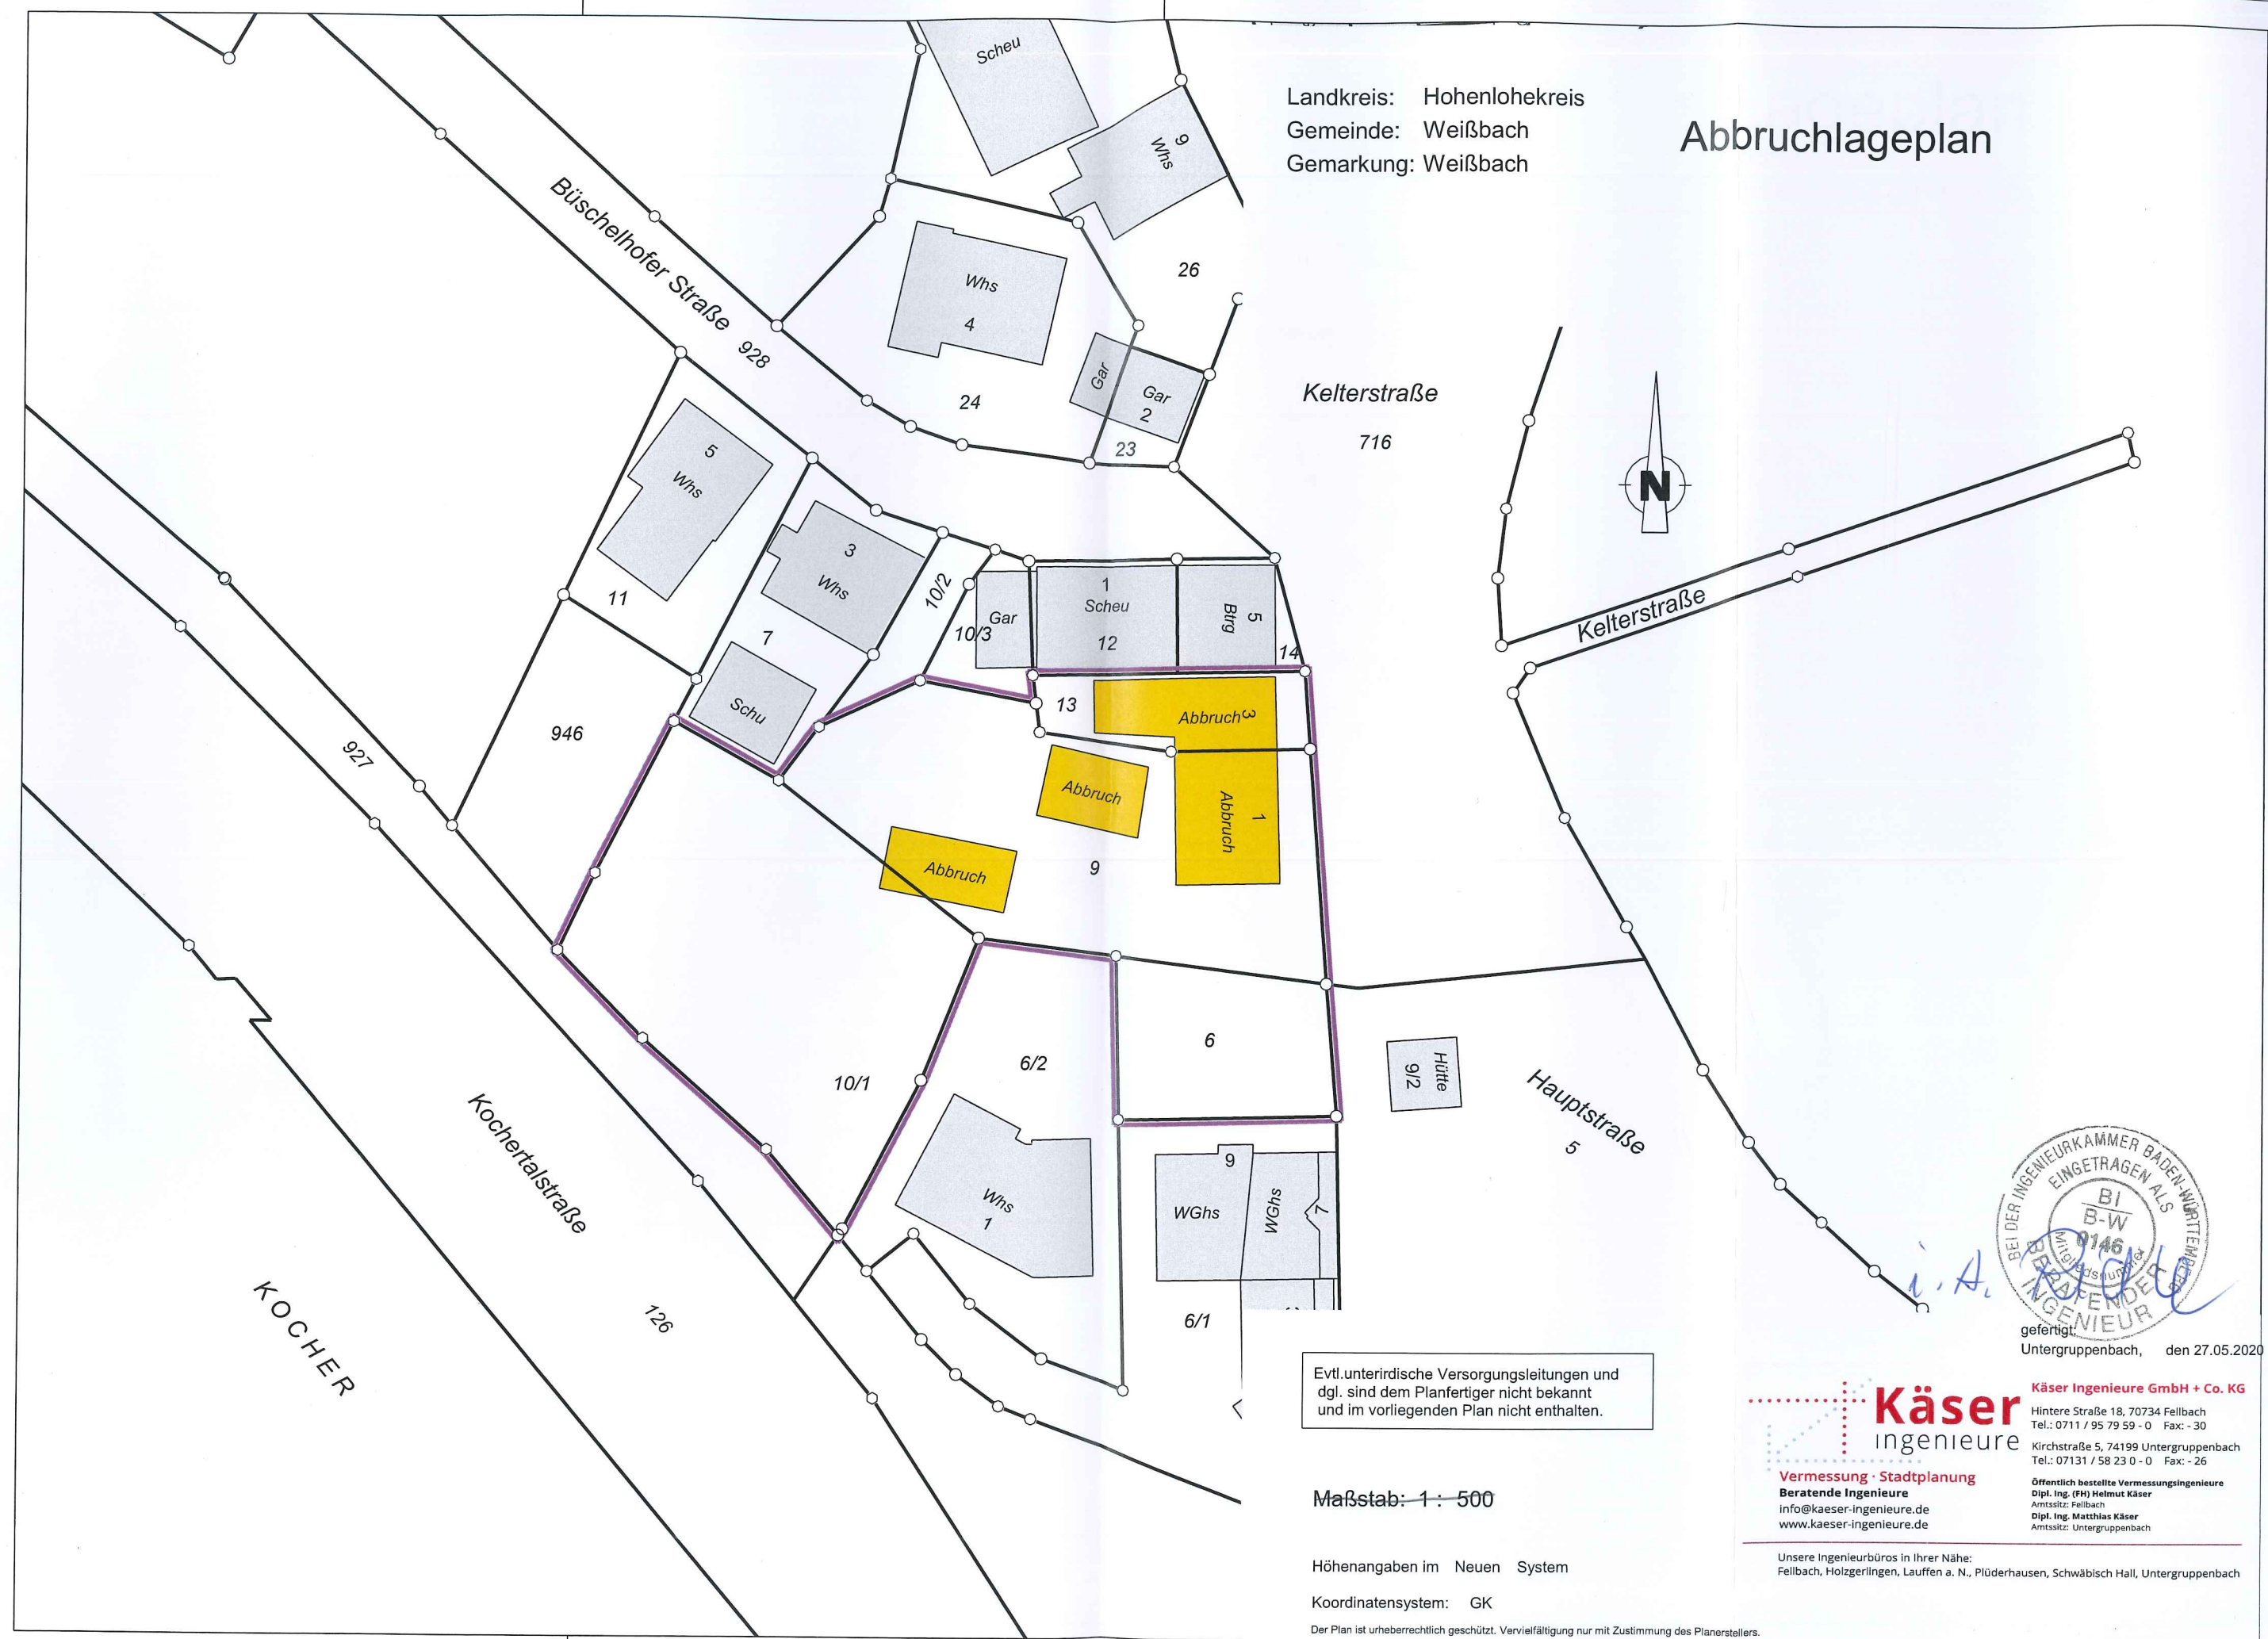 Landkreis: Hohenlohekreis
Gemeinde: Weißbach
Gemarkung: Weißbach
Abbruchlageplan
Scheu
9
Whs
26
Büschelhofer Straße
928
Whs
4
24
Gar
Gar
2
23
Kelterstraße
716
N
Kelterstraße
5
Whs
11
3
Whs
7
Schu
10/2
10/3
Gar
1
Scheu
12
5
Btrg
14
13
Abbruch
3
946
927
Abbruch
1
Abbruch
Abbruch
9
10/1
6/2
6
Hütte
9/2
Hauptstraße
5
Kochertalstraße
126
KOCHER
Whs
1
9
WGhs
WGhs
7
6/1
BEI DER INGENIEURKAMMER BADEN-WÜRTTEMBERG
EINGETRAGEN ALS
BI
B-W
0146
Mitgliedsnummer
BERATENDER
INGENIEUR
i. A.
gefertigt:
Untergruppenbach, den 27.05.2020
Evtl.unterirdische Versorgungsleitungen und
dgl. sind dem Planfertiger nicht bekannt
und im vorliegenden Plan nicht enthalten.
Maßstab: 1 : 500
Höhenangaben im Neuen System
Koordinatensystem: GK
Der Plan ist urheberrechtlich geschützt. Vervielfältigung nur mit Zustimmung des Planerstellers.
Käser
ingenieure
Vermessung · Stadtplanung
Beratende Ingenieure
info@kaeser-ingenieure.de
www.kaeser-ingenieure.de
Käser Ingenieure GmbH + Co. KG
Hintere Straße 18, 70734 Fellbach
Tel.: 0711 / 95 79 59 - 0 Fax: - 30
Kirchstraße 5, 74199 Untergruppenbach
Tel.: 07131 / 58 23 0 - 0 Fax: - 26
Öffentlich bestellte Vermessungsingenieure
Dipl. Ing. (FH) Helmut Käser
Amtssitz: Fellbach
Dipl. Ing. Matthias Käser
Amtssitz: Untergruppenbach
Unsere Ingenieurbüros in Ihrer Nähe:
Fellbach, Holzgerlingen, Lauffen a. N., Plüderhausen, Schwäbisch Hall, Untergruppenbach